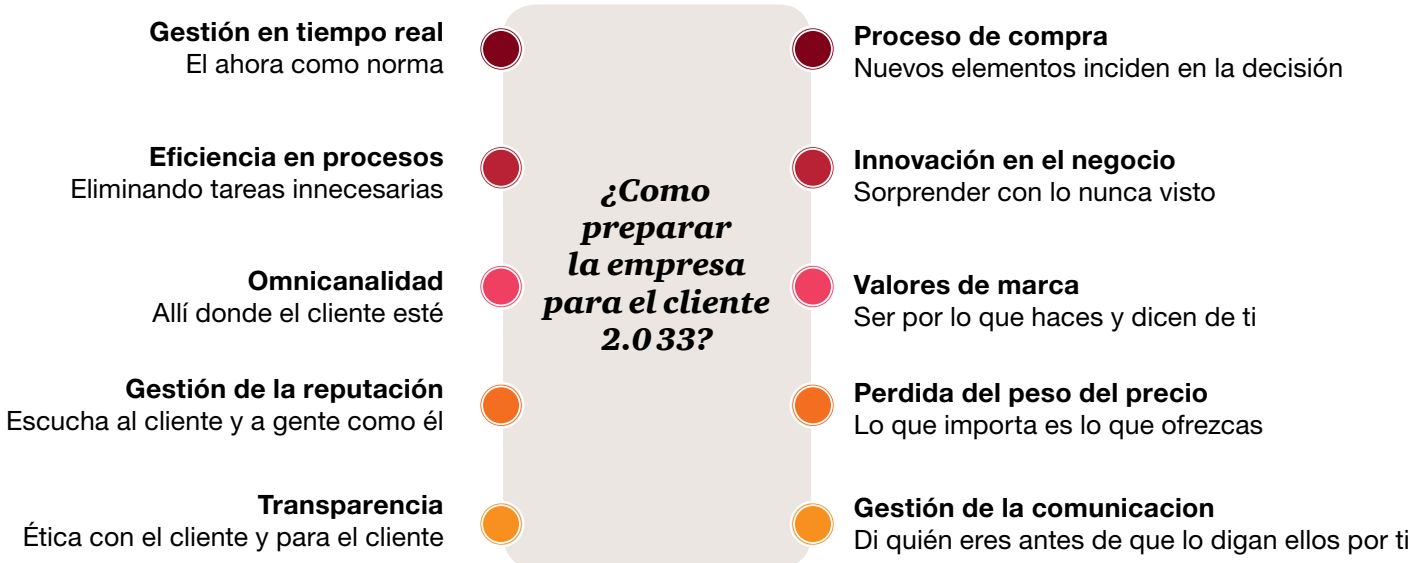 Gestión en tiempo real
El ahora como norma
Eficiencia en procesos
Eliminando tareas innecesarias
Omnicanalidad
Allí donde el cliente esté
Gestión de la reputación
Escucha al cliente y a gente como él
Transparencia
Ética con el cliente y para el cliente
¿Como
preparar
la empresa
para el cliente
2.033?
Proceso de compra
Nuevos elementos inciden en la decisión
Innovación en el negocio
Sorprender con lo nunca visto
Valores de marca
Ser por lo que haces y dicen de ti
Perdida del peso del precio
Lo que importa es lo que ofrezcas
Gestión de la comunicacion
Di quién eres antes de que lo digan ellos por ti